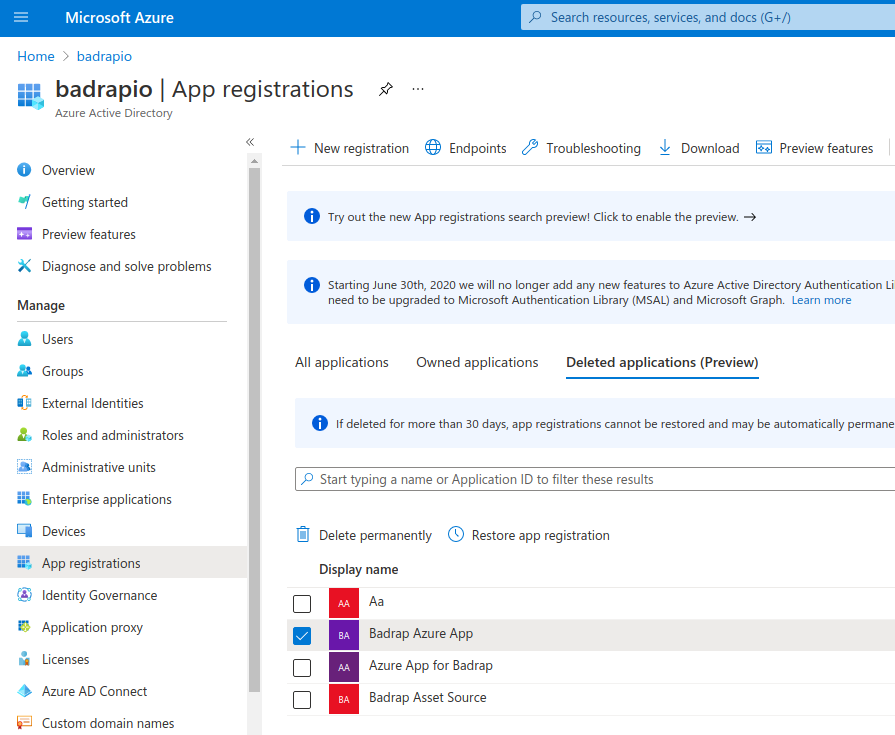 Microsoft Azure
Search resources, services, and docs (G+/)
Home > badrapio
badrapio | App registrations
Azure Active Directory
Overview
Getting started
Preview features
Diagnose and solve problems
Manage
Users
Groups
External Identities
Roles and administrators
Administrative units
Enterprise applications
Devices
App registrations
Identity Governance
Application proxy
Licenses
Azure AD Connect
Custom domain names
New registration
Endpoints
Troubleshooting
Download
Preview features
Try out the new App registrations search preview! Click to enable the preview. →
Starting June 30th, 2020 we will no longer add any new features to Azure Active Directory Authentication Li
need to be upgraded to Microsoft Authentication Library (MSAL) and Microsoft Graph. Learn more
All applications
Owned applications
Deleted applications (Preview)
If deleted for more than 30 days, app registrations cannot be restored and may be automatically permane
Start typing a name or Application ID to filter these results
Delete permanently
Restore app registration
Display name
AA Aa
BA Badrap Azure App
AA Azure App for Badrap
BA Badrap Asset Source